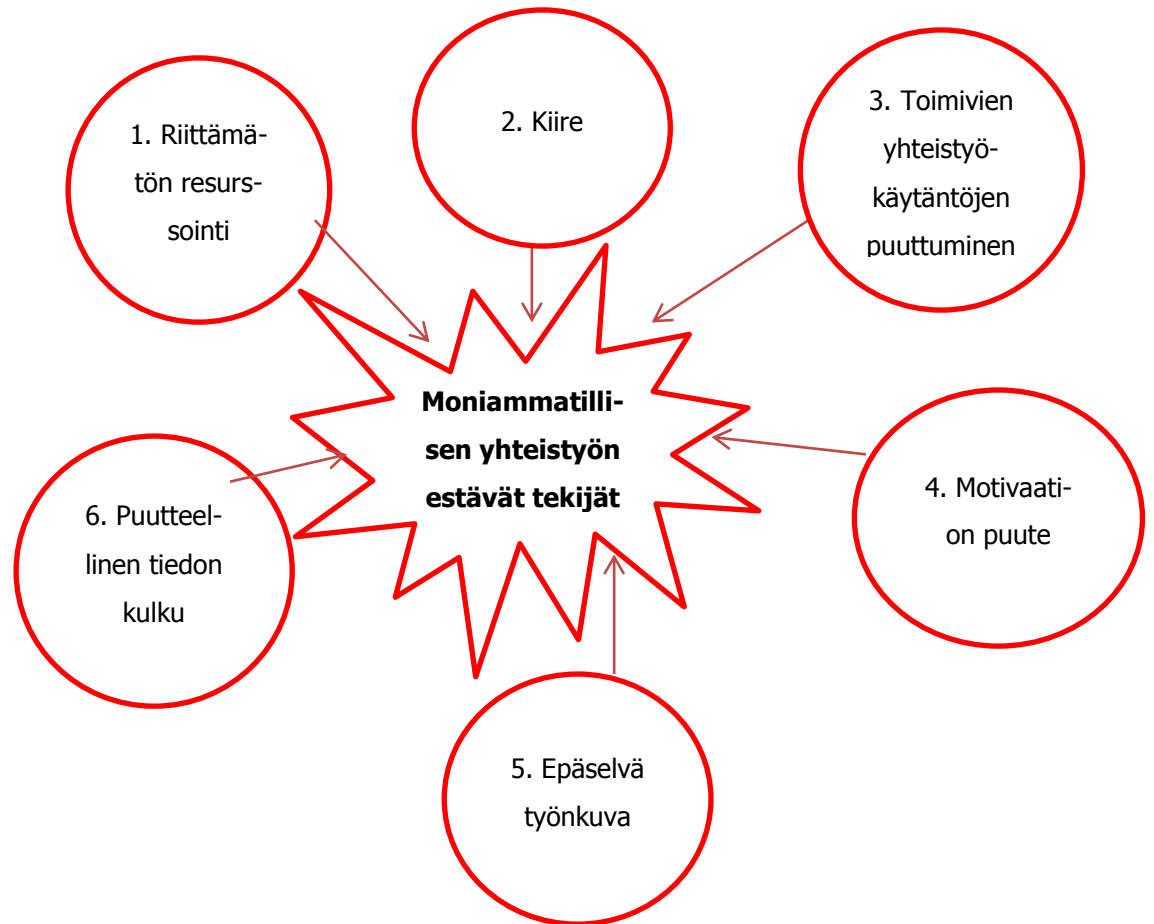 1. Riittämä-
tön resurs-
sointi
2. Kiire
3. Toimivien
yhteistyö-
käytäntöjen
puuttuminen
Moniammatilli-
sen yhteistyön
estävät tekijät
4. Motivaati-
on puute
5. Epäselvä
työnkuva
6. Puutteel-
linen tiedon
kulku